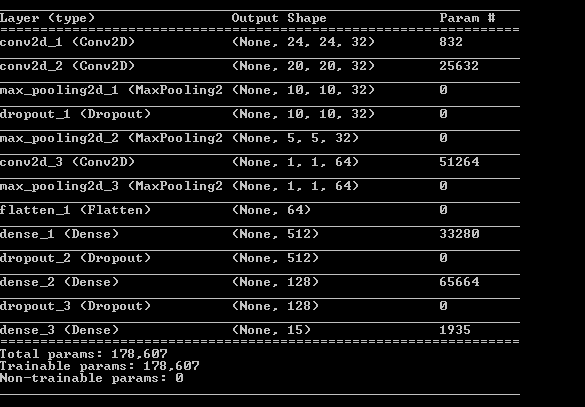 Layer (type) Output Shape Param #
conv2d_1 (Conv2D) (None, 24, 24, 32) 832
conv2d_2 (Conv2D) (None, 20, 20, 32) 25632
max_pooling2d_1 (MaxPooling2 (None, 10, 10, 32) 0
dropout_1 (Dropout) (None, 10, 10, 32) 0
max_pooling2d_2 (MaxPooling2 (None, 5, 5, 32) 0
conv2d_3 (Conv2D) (None, 1, 1, 64) 51264
max_pooling2d_3 (MaxPooling2 (None, 1, 1, 64) 0
flatten_1 (Flatten) (None, 64) 0
dense_1 (Dense) (None, 512) 33280
dropout_2 (Dropout) (None, 512) 0
dense_2 (Dense) (None, 128) 65664
dropout_3 (Dropout) (None, 128) 0
dense_3 (Dense) (None, 15) 1935
Total params: 178,607
Trainable params: 178,607
Non-trainable params: 0